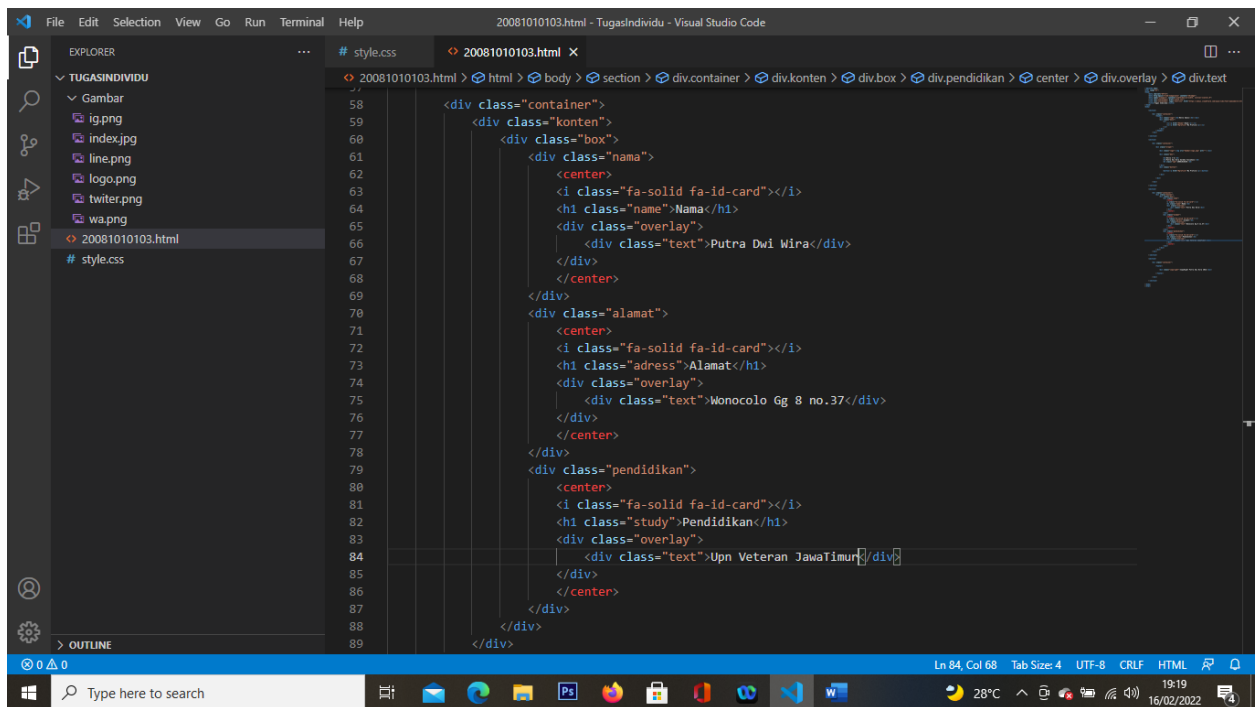 File Edit Selection View Go Run Terminal Help 20081010103.html - TugasIndividu - Visual Studio Code
EXPLORER
# style.css
<> 20081010103.html
TUGASINDIVIDU
20081010103.html > html > body > section > div.container > div.konten > div.box > div.pendidikan > center > div.overlay > div.text
Gambar
ig.png
index.jpg
line.png
logo.png
twiter.png
wa.png
<> 20081010103.html
# style.css
57
58 <div class="container">
59 <div class="konten">
60 <div class="box">
61 <div class="nama">
62 <center>
63 <i class="fa-solid fa-id-card"></i>
64 <h1 class="name">Nama</h1>
65 <div class="overlay">
66 <div class="text">Putra Dwi Wira</div>
67 </div>
68 </center>
69 </div>
70 <div class="alamat">
71 <center>
72 <i class="fa-solid fa-id-card"></i>
73 <h1 class="adress">Alamat</h1>
74 <div class="overlay">
75 <div class="text">Wonocolo Gg 8 no.37</div>
76 </div>
77 </center>
78 </div>
79 <div class="pendidikan">
80 <center>
81 <i class="fa-solid fa-id-card"></i>
82 <h1 class="study">Pendidikan</h1>
83 <div class="overlay">
84 <div class="text">Upn Veteran JawaTimur</div>
85 </div>
86 </center>
87 </div>
88 </div>
89 </div>
> OUTLINE
0 0 Ln 84, Col 68 Tab Size: 4 UTF-8 CRLF HTML
Type here to search
Ps
W
28°C
19:19
16/02/2022
4